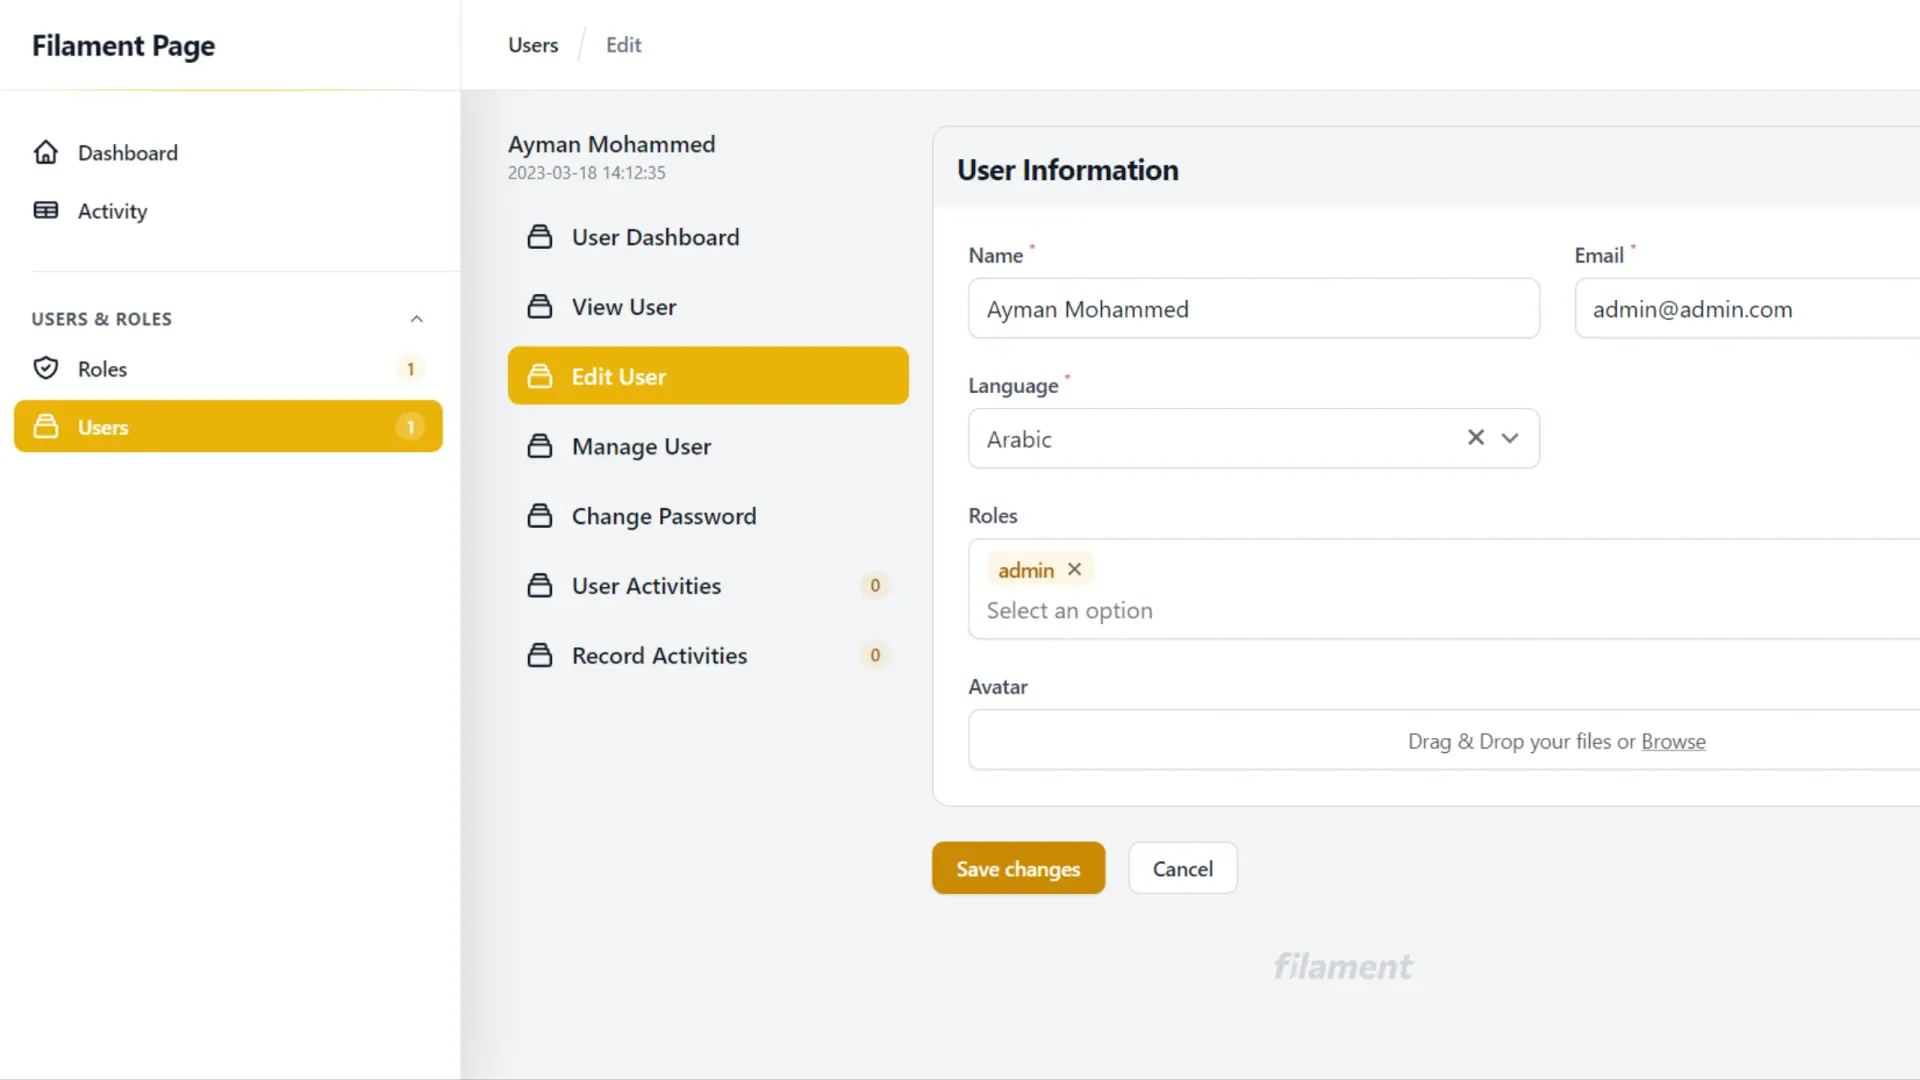 Filament Page
Users / Edit
Dashboard
Activity
USERS & ROLES
Roles 1
Users 1
Ayman Mohammed
2023-03-18 14:12:35
User Dashboard
View User
Edit User
Manage User
Change Password
User Activities 0
Record Activities 0
User Information
Name *
Ayman Mohammed
Email *
admin@admin.com
Language *
Arabic
Roles
admin
Select an option
Avatar
Drag & Drop your files or Browse
Save changes
Cancel
filament